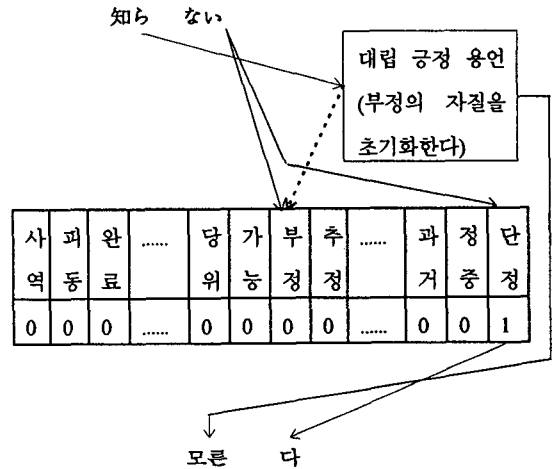 知ら ない
대립 긍정 용언
(부정의 자질을
초기화한다)
사역 피동 완료 ...... 당위 가능 부정 추정 ...... 과거 정중 단정
0 0 0 ...... 0 0 0 0 ...... 0 0 1
모른 다